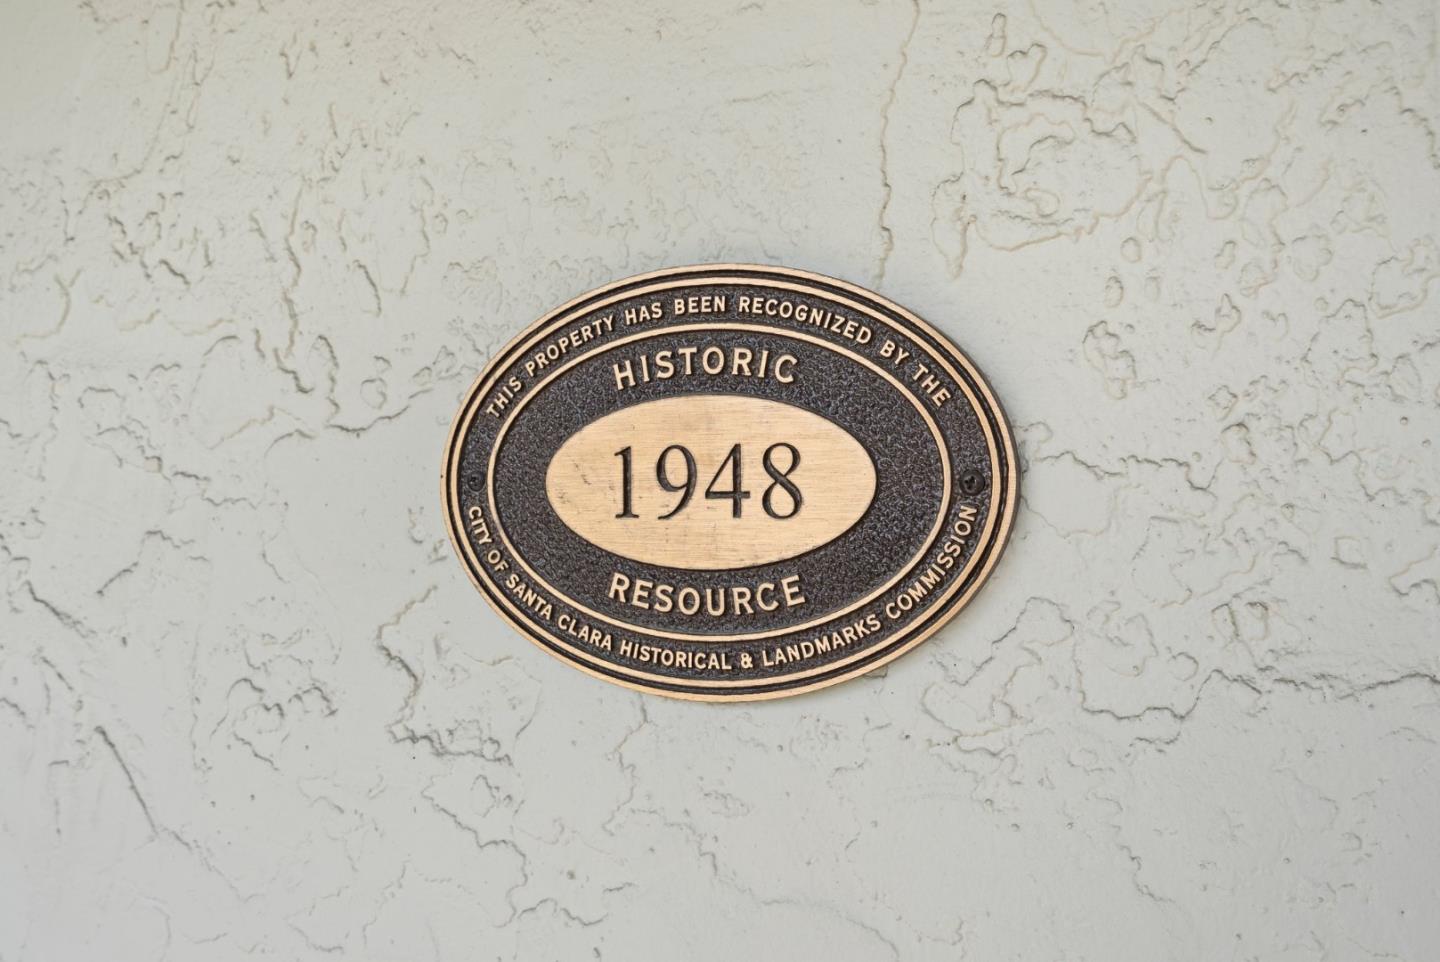 THIS PROPERTY HAS BEEN RECOGNIZED BY THE
HISTORIC
1948
RESOURCE
CITY OF SANTA CLARA HISTORICAL & LANDMARKS COMMISSION